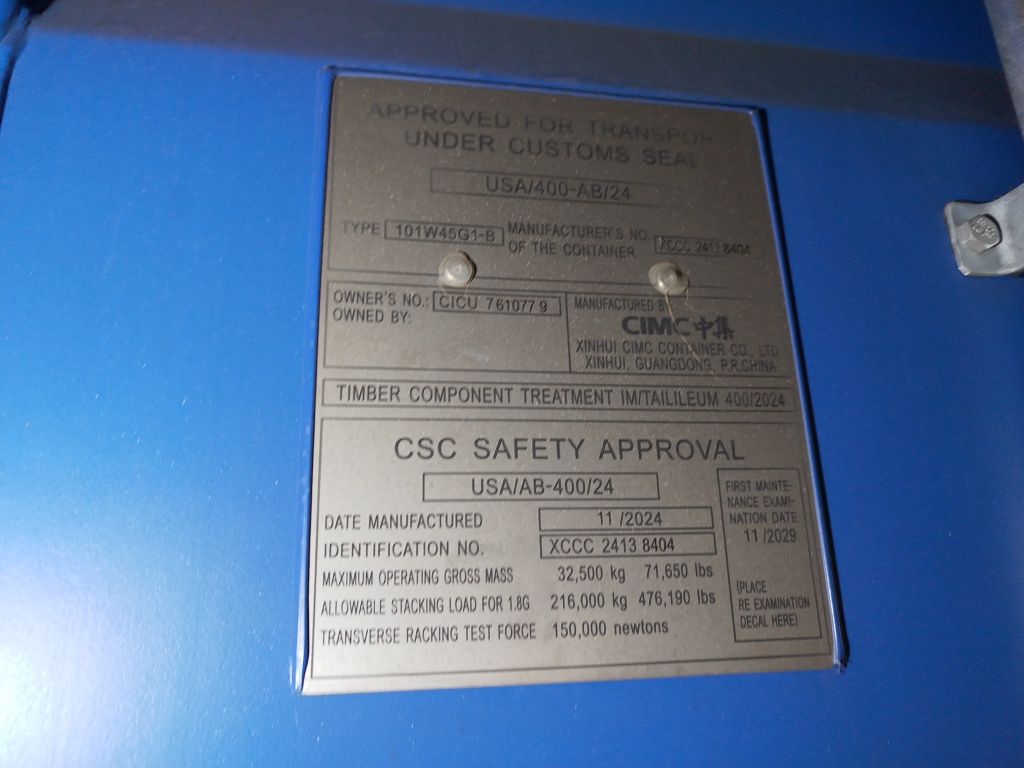 APPROVED FOR TRANSPOR
UNDER CUSTOMS SEAL
USA/400-AB/24
TYPE 101W45G1-B MANUFACTURER'S NO. OF THE CONTAINER XCCC 2413 8404
OWNER'S NO.: CICU 761077 9
OWNED BY:
MANUFACTURED BY
CIMC中集
XINHUI CIMC CONTAINER CO., LTD
XINHUI, GUANGDONG, P.R.CHINA
TIMBER COMPONENT TREATMENT IM/TAILILEUM 400/2024
CSC SAFETY APPROVAL
USA/AB-400/24
DATE MANUFACTURED 11 /2024
IDENTIFICATION NO. XCCC 2413 8404
MAXIMUM OPERATING GROSS MASS 32,500 kg 71,650 lbs
ALLOWABLE STACKING LOAD FOR 1.8G 216,000 kg 476,190 lbs
TRANSVERSE RACKING TEST FORCE 150,000 newtons
FIRST MAINTE-
NANCE EXAMI-
NATION DATE
11 /2029
(PLACE
RE EXAMINATION
DECAL HERE)